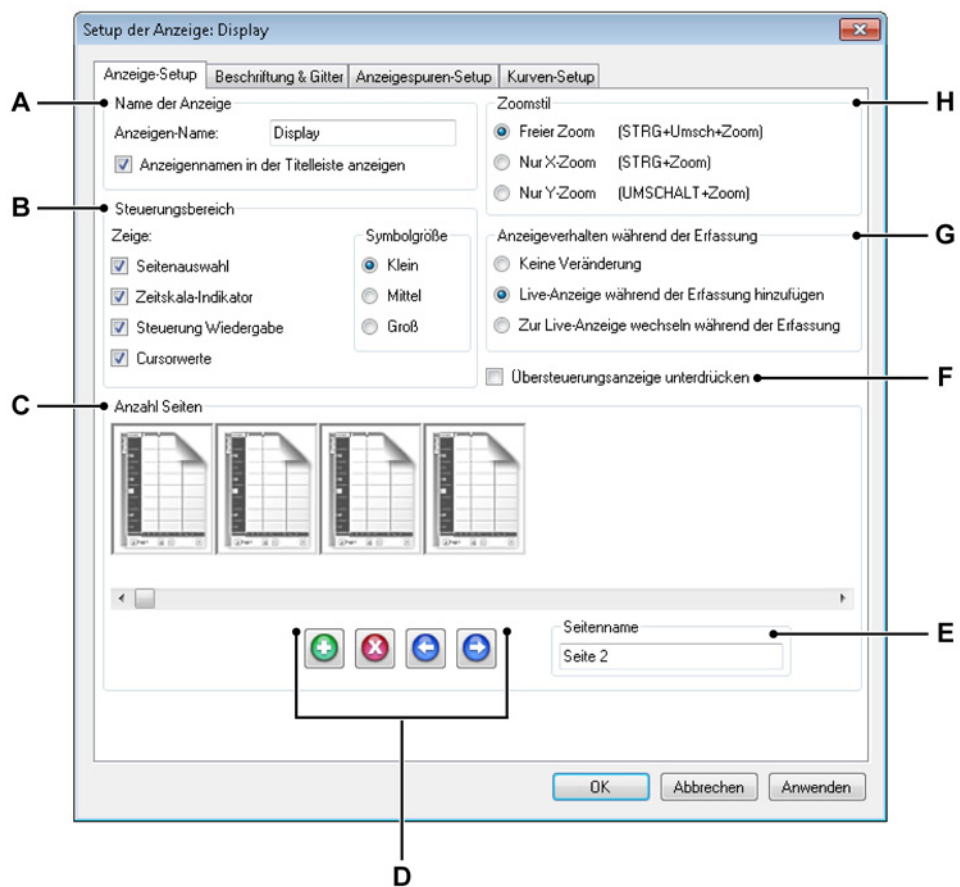 Setup der Anzeige: Display
Anzeige-Setup
Beschriftung & Gitter
Anzeigespuren-Setup
Kurven-Setup
A
Name der Anzeige
Anzeigen-Name:
Display
Anzeigennamen in der Titelleiste anzeigen
Zoomstil
H
Freier Zoom (STRG+Umsch+Zoom)
Nur X-Zoom (STRG+Zoom)
Nur Y-Zoom (UMSCHALT+Zoom)
B
Steuerungsbereich
Zeige:
Seitenauswahl
Zeitskala-Indikator
Steuerung Wiedergabe
Cursorwerte
Symbolgröße
Klein
Mittel
Groß
Anzeigeverhalten während der Erfassung
G
Keine Veränderung
Live-Anzeige während der Erfassung hinzufügen
Zur Live-Anzeige wechseln während der Erfassung
Übersteuerungsanzeige unterdrücken
F
C
Anzahl Seiten
Seitenname
E
Seite 2
D
OK
Abbrechen
Anwenden